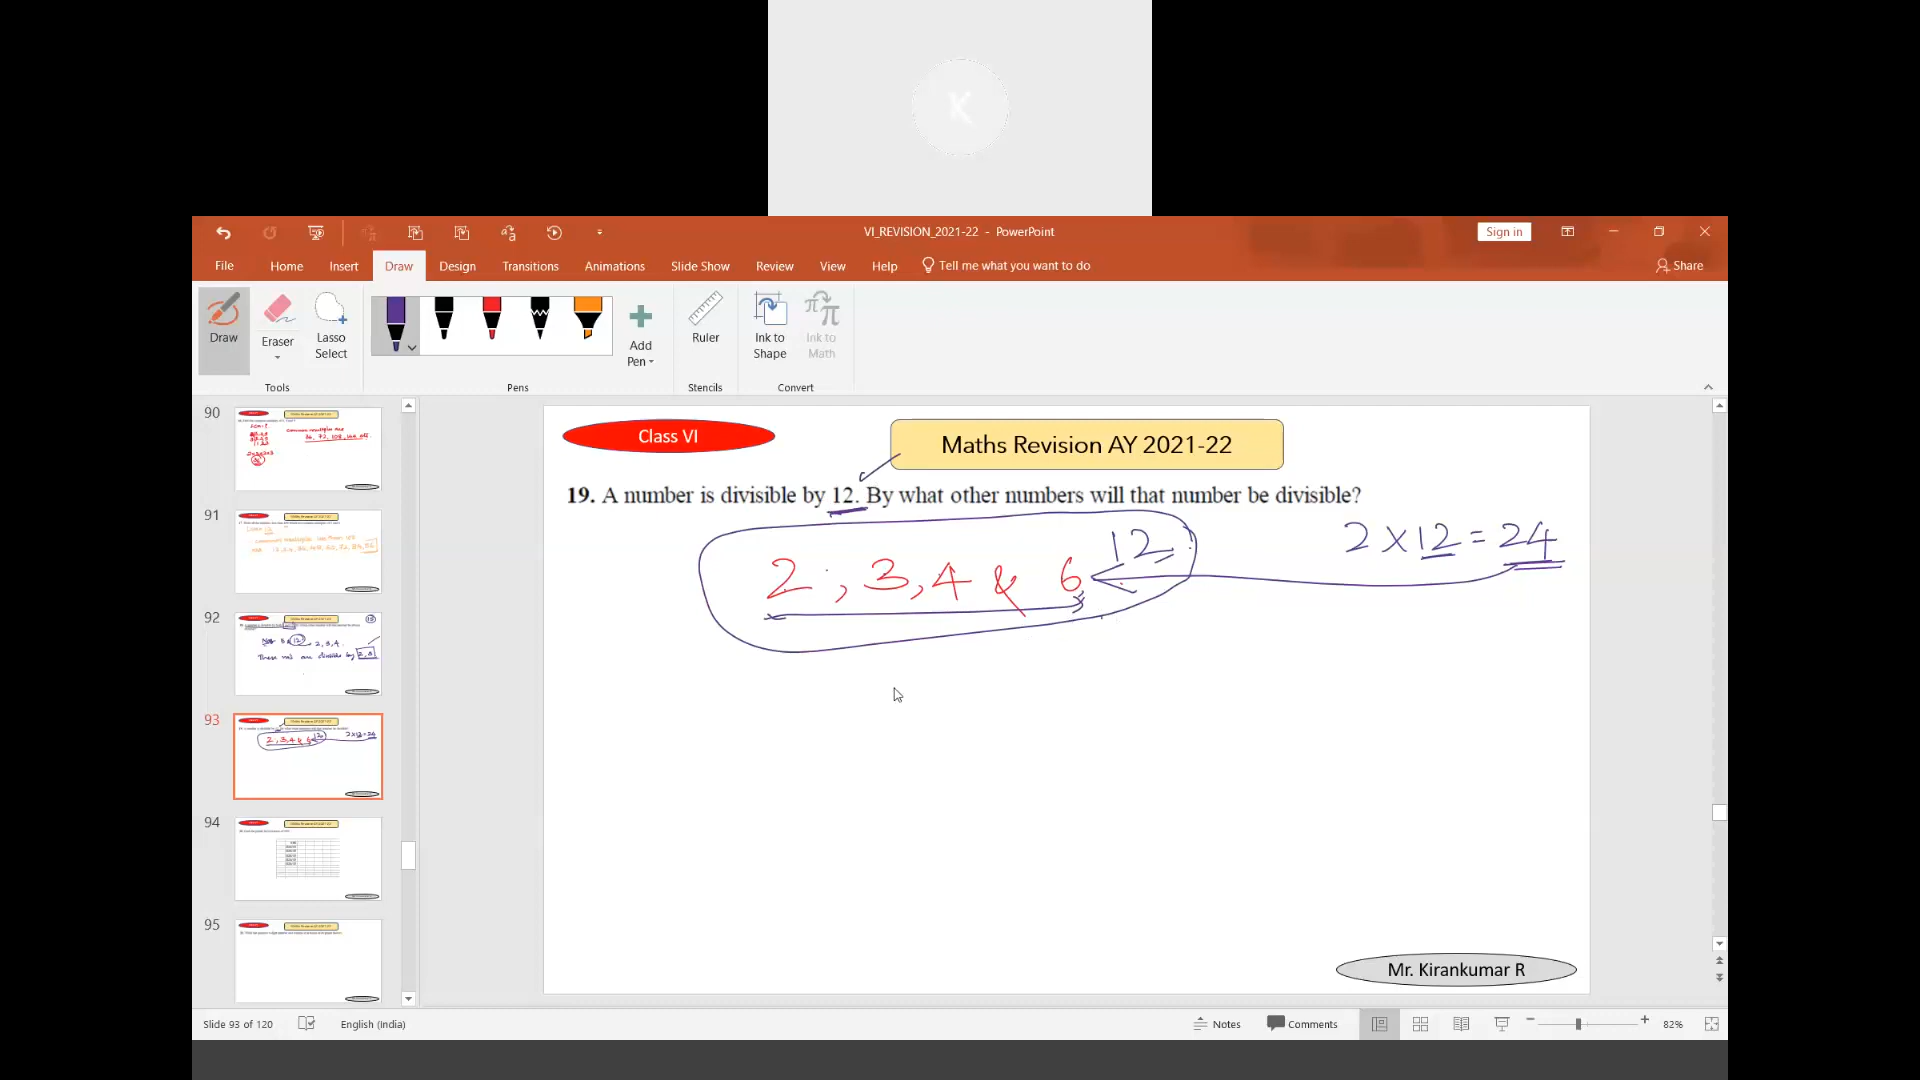 K
VI_REVISION_2021-22 - PowerPoint
Sign in
File Home Insert Draw Design Transitions Animations Slide Show Review View Help Tell me what you want to do Share
Draw
Eraser
Lasso Select
Add Pen
Ruler
Ink to Shape
Ink to Math
Tools Pens Stencils Convert
90
91
92
93
94
95
Class VI
Maths Revision AY 2021-22
19. A number is divisible by 12. By what other numbers will that number be divisible?
2 , 3, 4 & 6 12
2 × 12 = 24
Mr. Kirankumar R
Slide 93 of 120 English (India) Notes Comments 82%